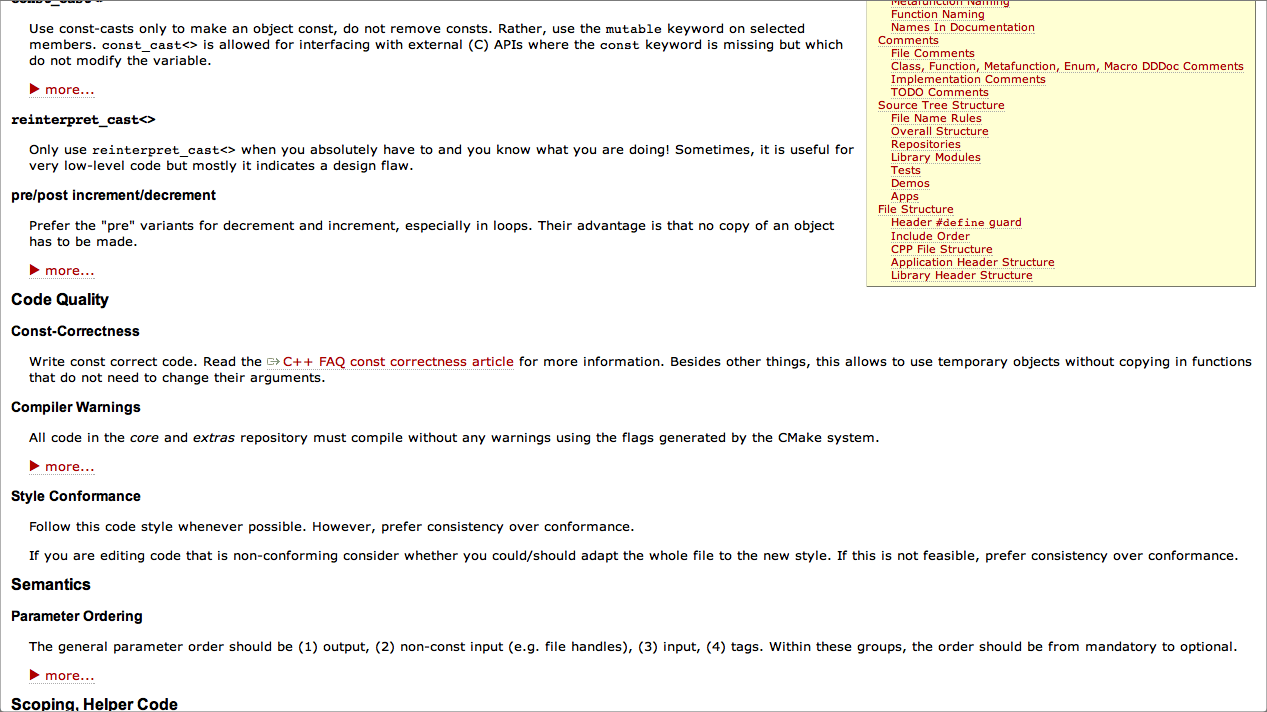 const_cast<>
Use const-casts only to make an object const, do not remove consts. Rather, use the mutable keyword on selected
members. const_cast<> is allowed for interfacing with external (C) APIs where the const keyword is missing but which
do not modify the variable.
more...
reinterpret_cast<>
Only use reinterpret_cast<> when you absolutely have to and you know what you are doing! Sometimes, it is useful for
very low-level code but mostly it indicates a design flaw.
pre/post increment/decrement
Prefer the "pre" variants for decrement and increment, especially in loops. Their advantage is that no copy of an object
has to be made.
more...
Metafunction Naming
Function Naming
Names In Documentation
Comments
File Comments
Class, Function, Metafunction, Enum, Macro DDDoc Comments
Implementation Comments
TODO Comments
Source Tree Structure
File Name Rules
Overall Structure
Repositories
Library Modules
Tests
Demos
Apps
File Structure
Header #define guard
Include Order
CPP File Structure
Application Header Structure
Library Header Structure
Code Quality
Const-Correctness
Write const correct code. Read the C++ FAQ const correctness article for more information. Besides other things, this allows to use temporary objects without copying in functions
that do not need to change their arguments.
Compiler Warnings
All code in the core and extras repository must compile without any warnings using the flags generated by the CMake system.
more...
Style Conformance
Follow this code style whenever possible. However, prefer consistency over conformance.
If you are editing code that is non-conforming consider whether you could/should adapt the whole file to the new style. If this is not feasible, prefer consistency over conformance.
Semantics
Parameter Ordering
The general parameter order should be (1) output, (2) non-const input (e.g. file handles), (3) input, (4) tags. Within these groups, the order should be from mandatory to optional.
more...
Scoping, Helper Code